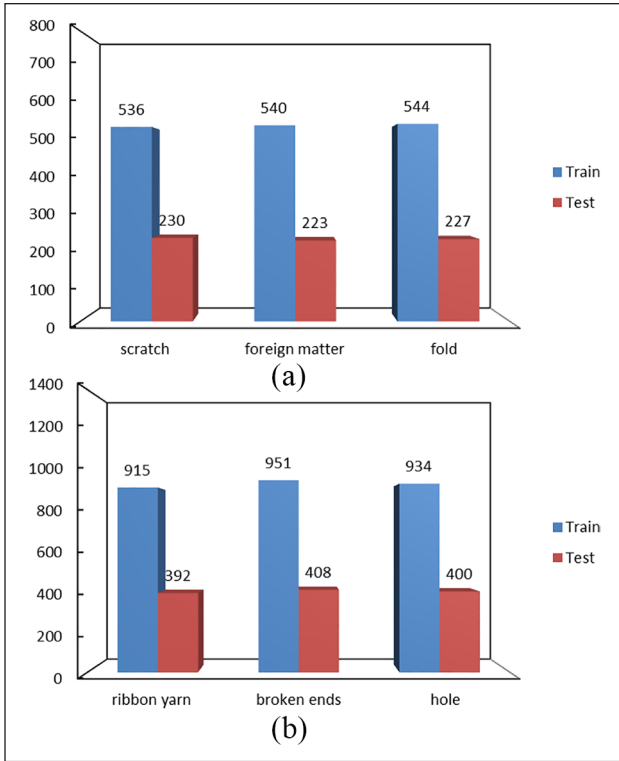 800
700
600
500
400
300
200
100
0
536
230
540
223
544
227
scratch
foreign matter
fold
Train
Test
(a)
1400
1200
1000
800
600
400
200
0
915
392
951
408
934
400
ribbon yarn
broken ends
hole
Train
Test
(b)